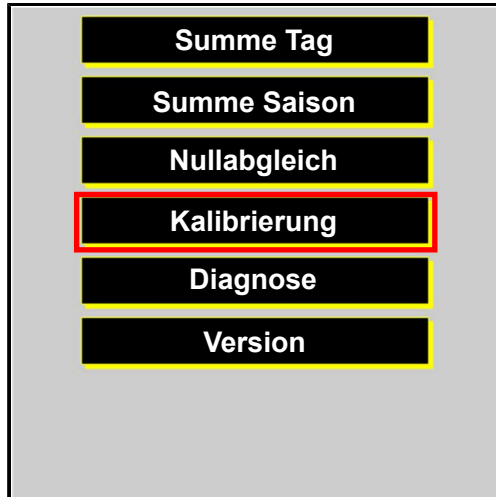 Summe Tag
Summe Saison
Nullabgleich
Kalibrierung
Diagnose
Version